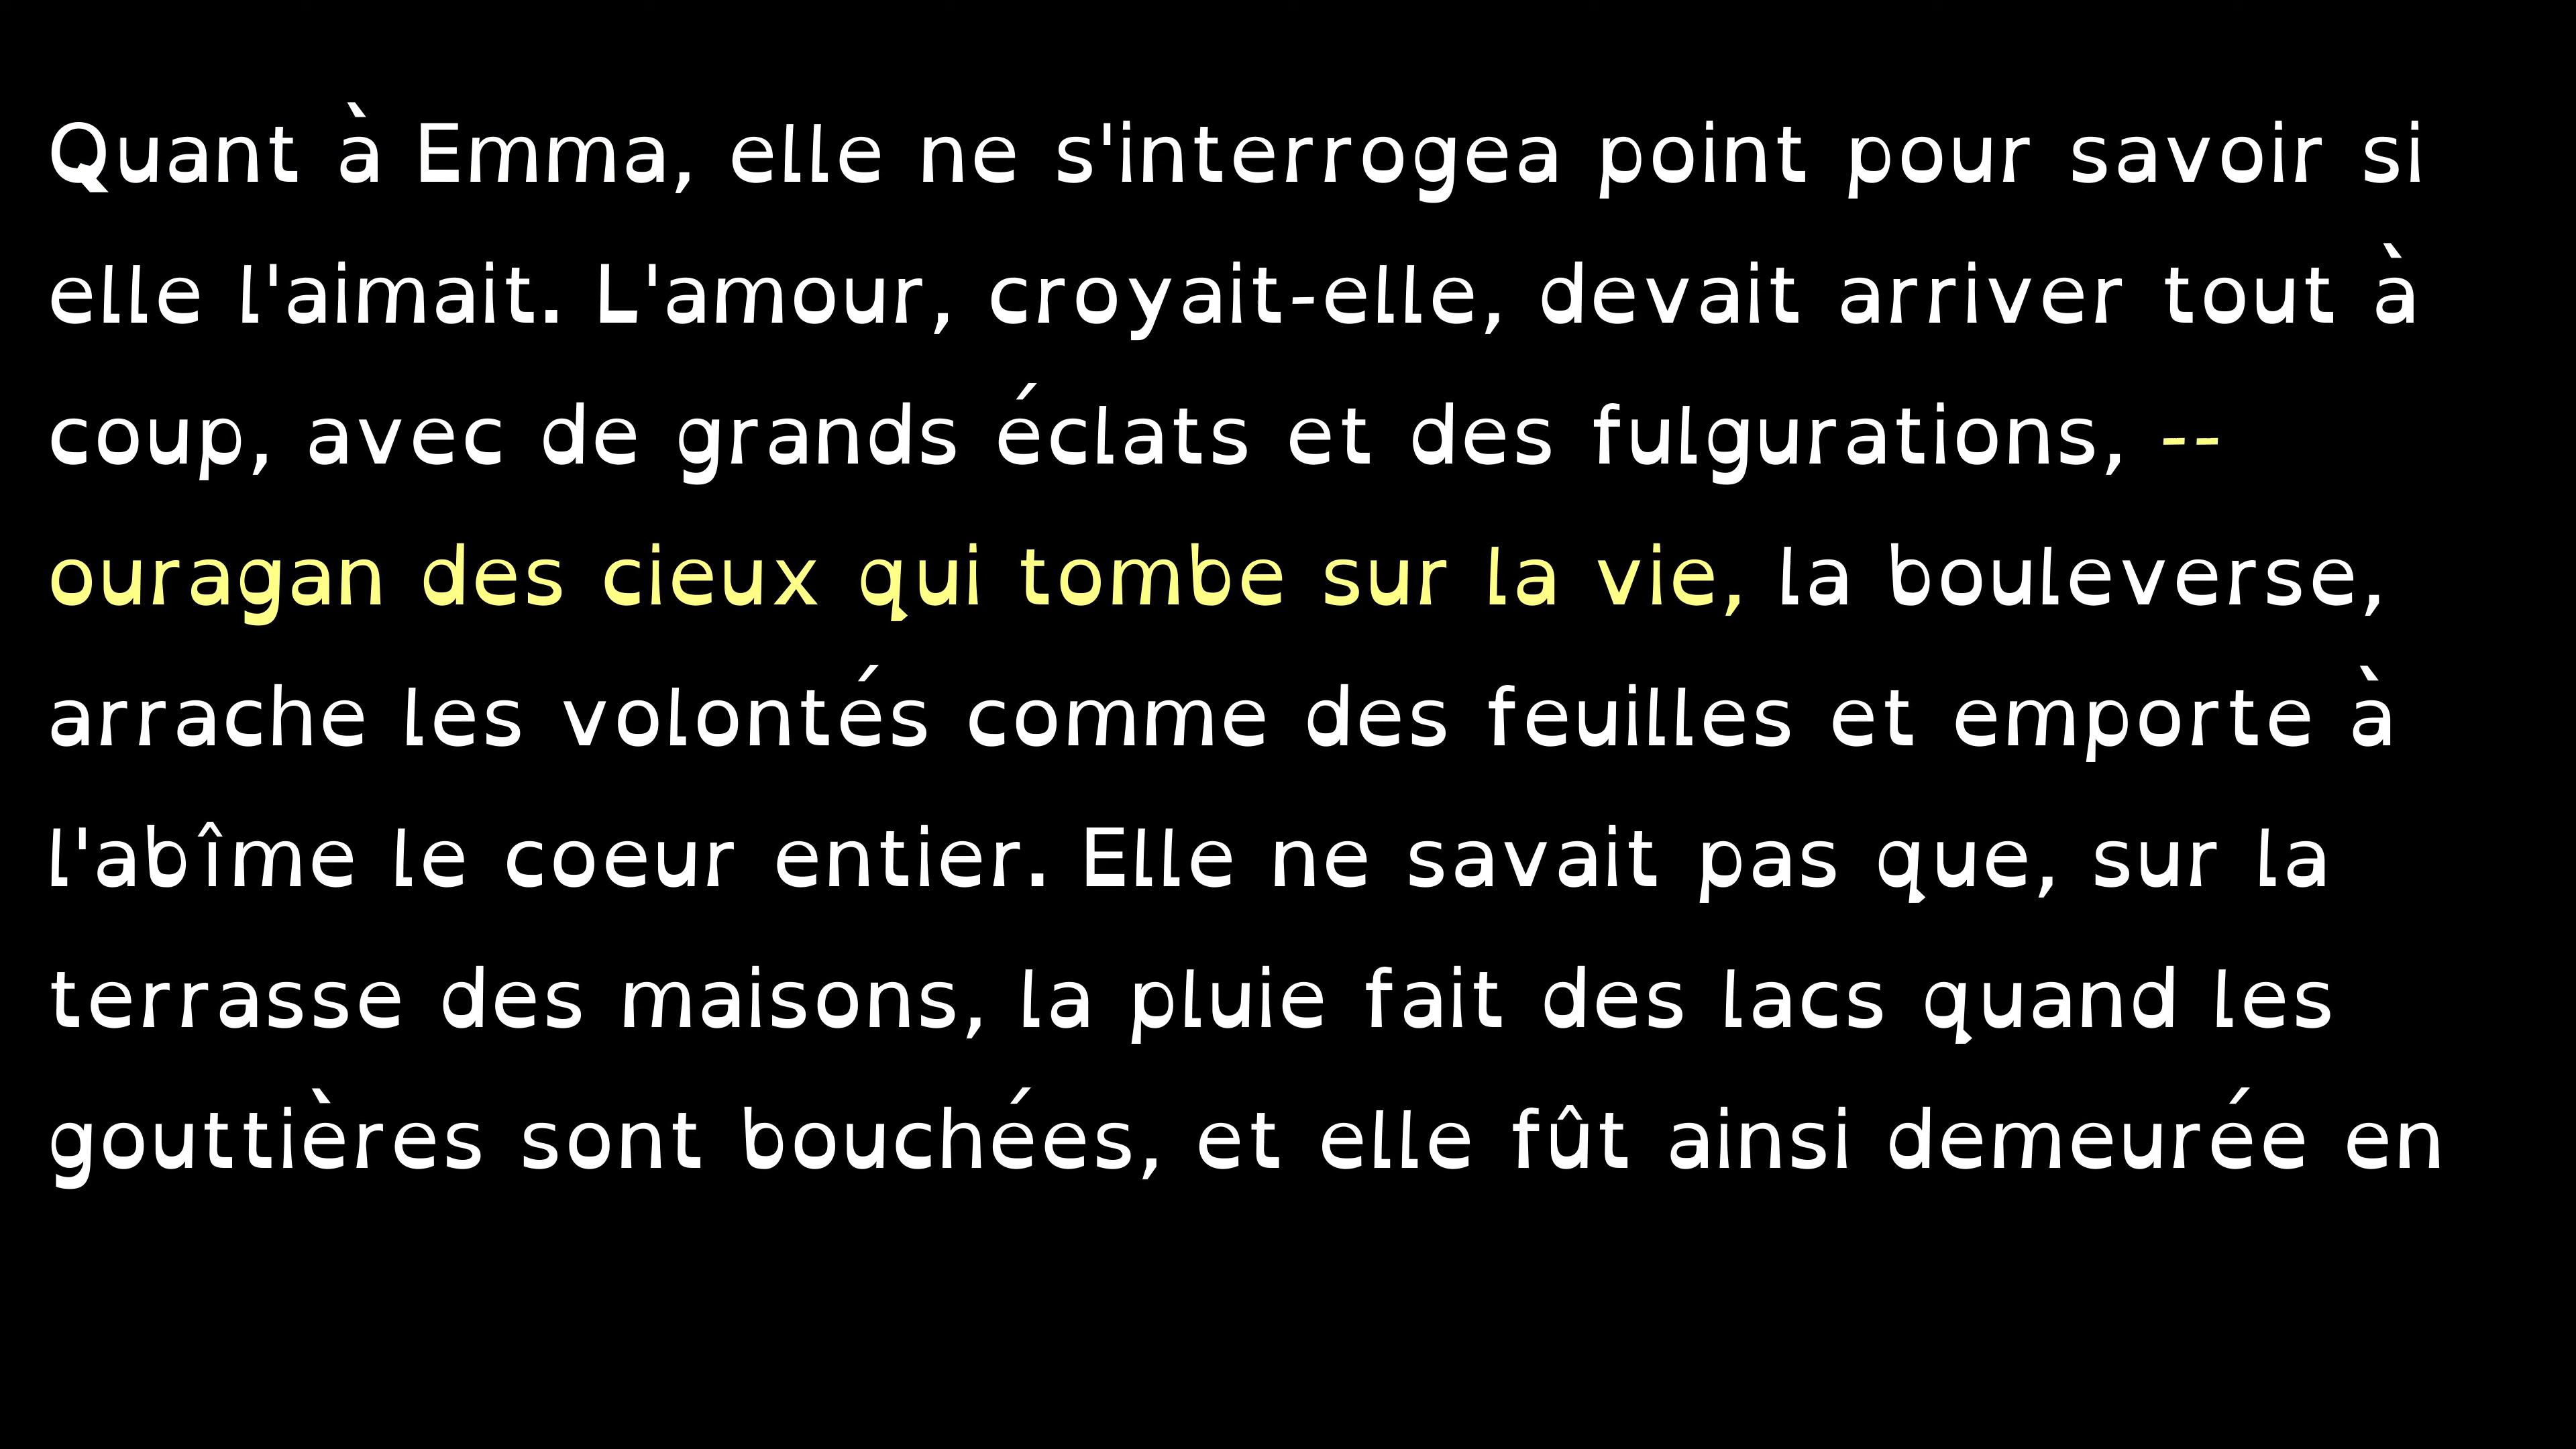 Quant à Emma, elle ne s'interrogea point pour savoir si
elle l'aimait. L'amour, croyait-elle, devait arriver tout à
coup, avec de grands éclats et des fulgurations, --
ouragan des cieux qui tombe sur la vie, la bouleverse,
arrache les volontés comme des feuilles et emporte à
l'abîme le coeur entier. Elle ne savait pas que, sur la
terrasse des maisons, la pluie fait des lacs quand les
gouttières sont bouchées, et elle fût ainsi demeurée en